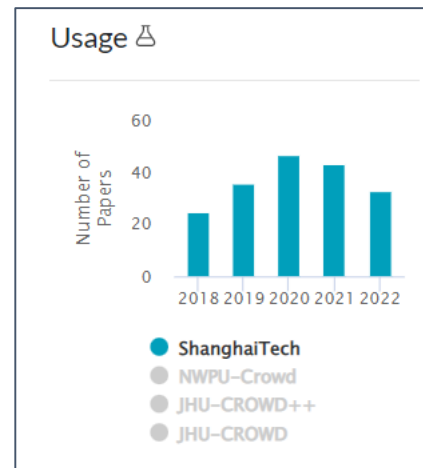 Usage
Number of
Papers
60
40
20
0
2018 2019 2020 2021 2022
ShanghaiTech
NWPU-Crowd
JHU-CROWD++
JHU-CROWD